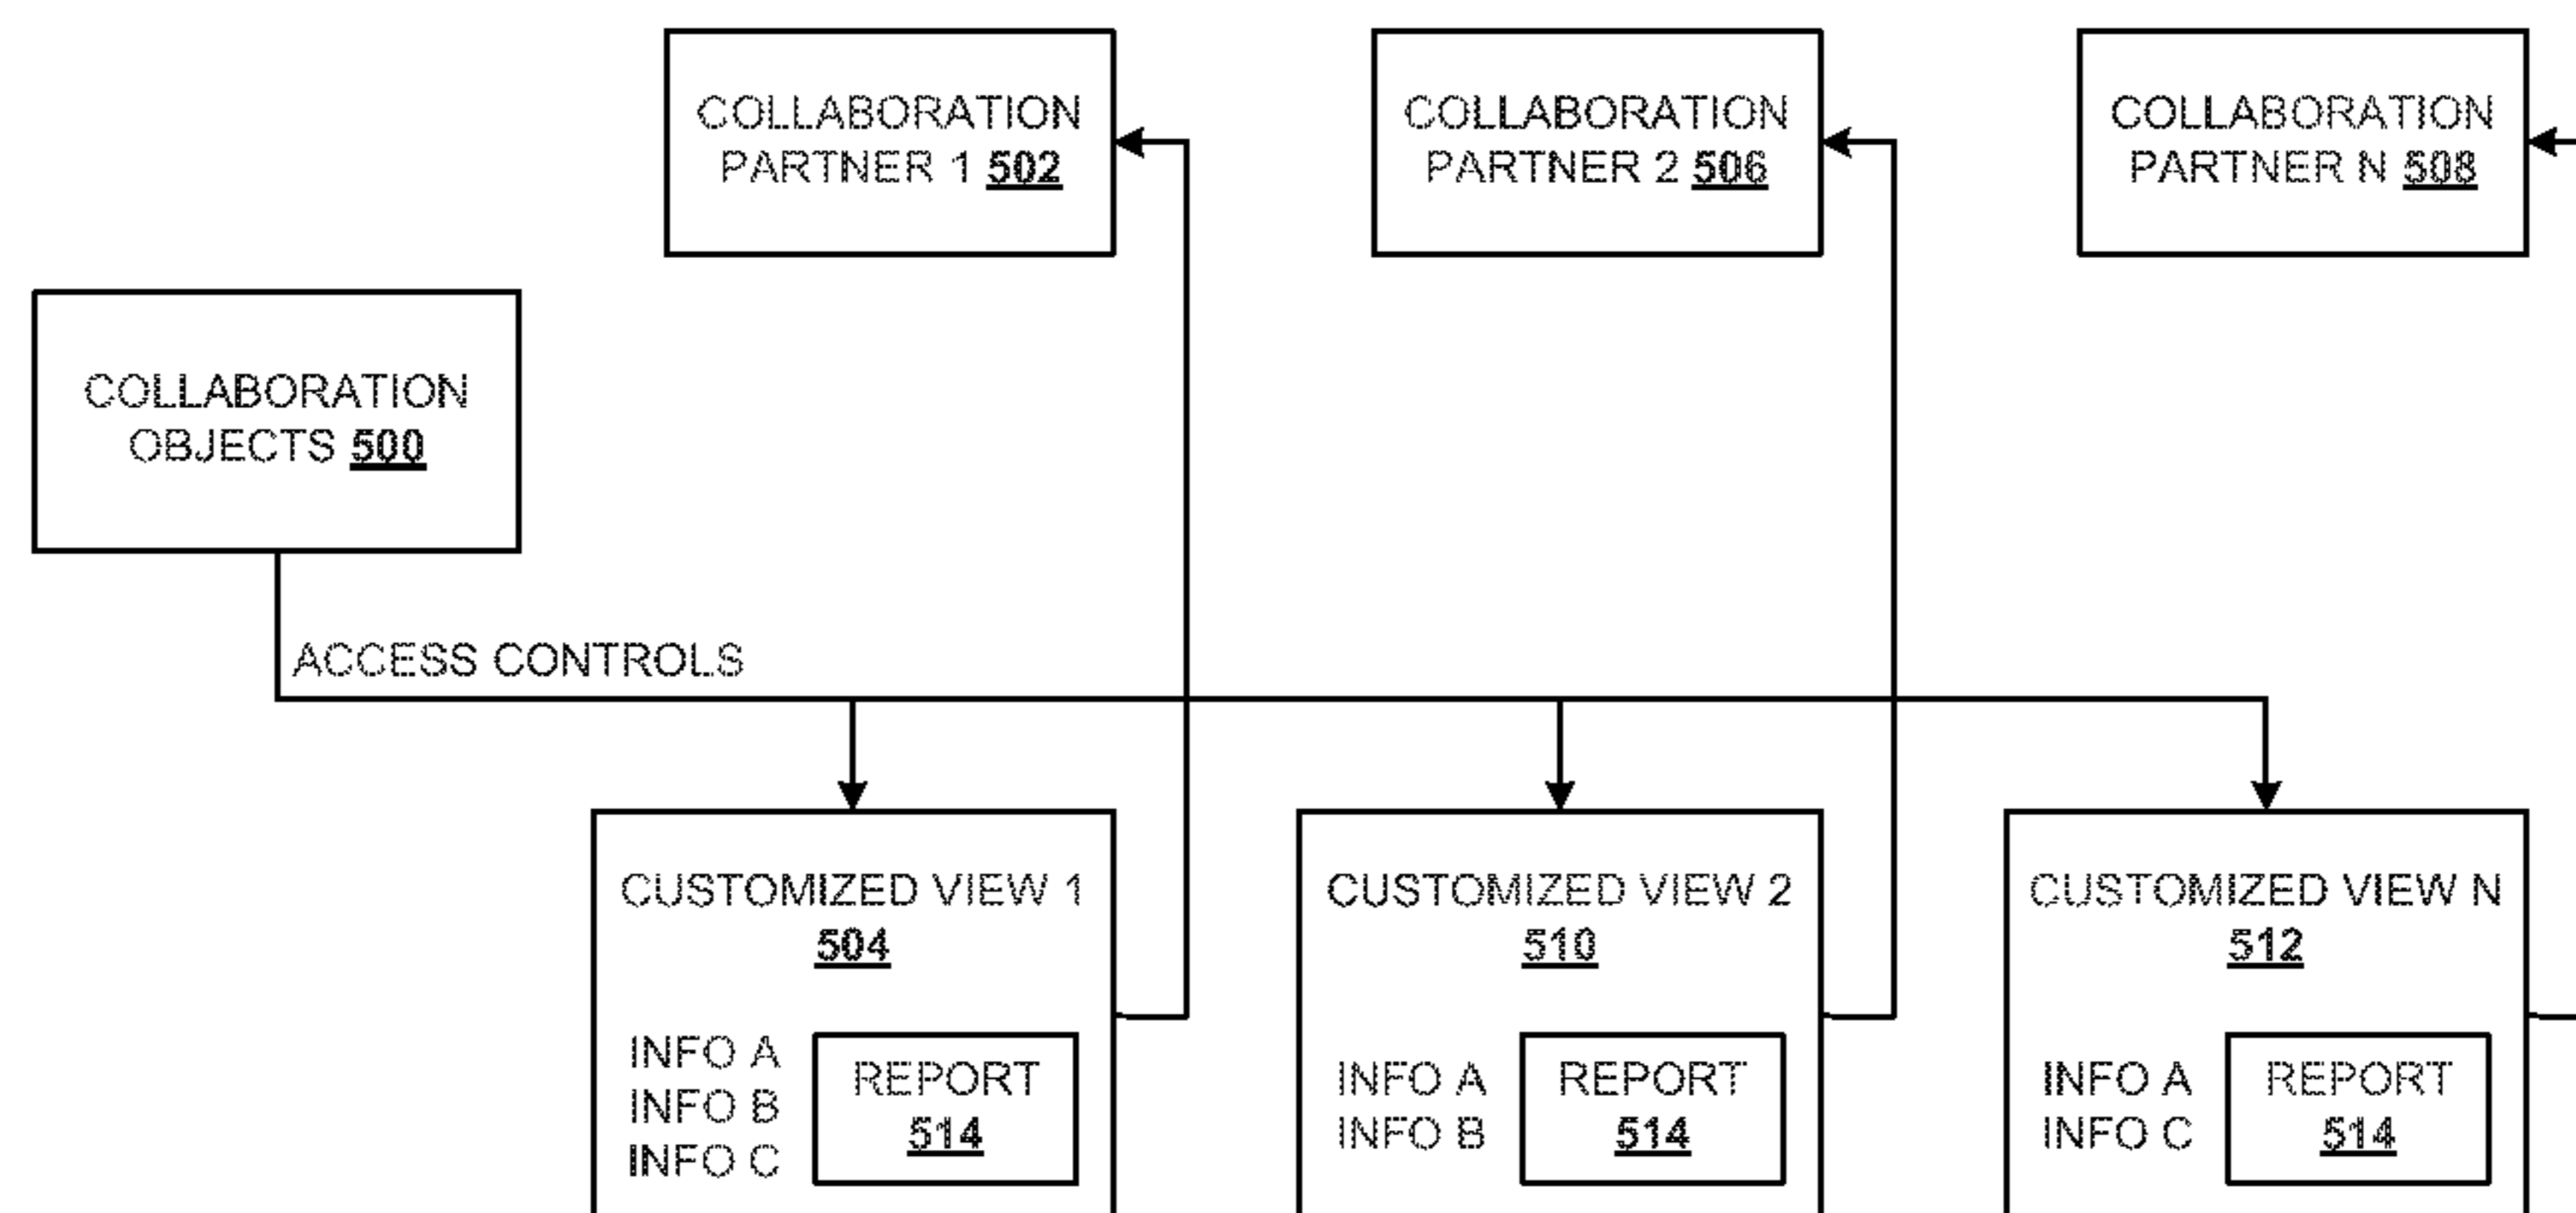 COLLABORATION
PARTNER 1 502
COLLABORATION
PARTNER 2 506
COLLABORATION
PARTNER N 508
COLLABORATION
OBJECTS 500
ACCESS CONTROLS
CUSTOMIZED VIEW 1
504
INFO A
INFO B
INFO C
REPORT
514
CUSTOMIZED VIEW 2
510
INFO A
INFO B
REPORT
514
CUSTOMIZED VIEW N
512
INFO A
INFO C
REPORT
514